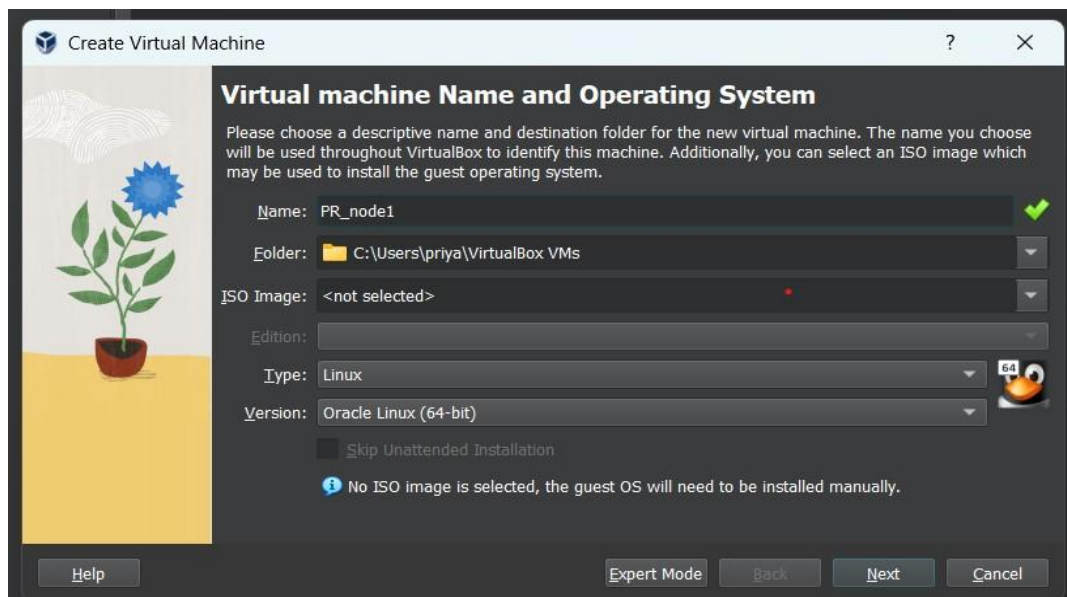 Create Virtual Machine
?
Virtual machine Name and Operating System
Please choose a descriptive name and destination folder for the new virtual machine. The name you choose
will be used throughout VirtualBox to identify this machine. Additionally, you can select an ISO image which
may be used to install the guest operating system.
Name: PR_node1
Folder: C:\Users\priya\VirtualBox VMs
ISO Image: <not selected>
Edition:
Type: Linux
64
Version: Oracle Linux (64-bit)
Skip Unattended Installation
No ISO image is selected, the guest OS will need to be installed manually.
Help Expert Mode Back Next Cancel